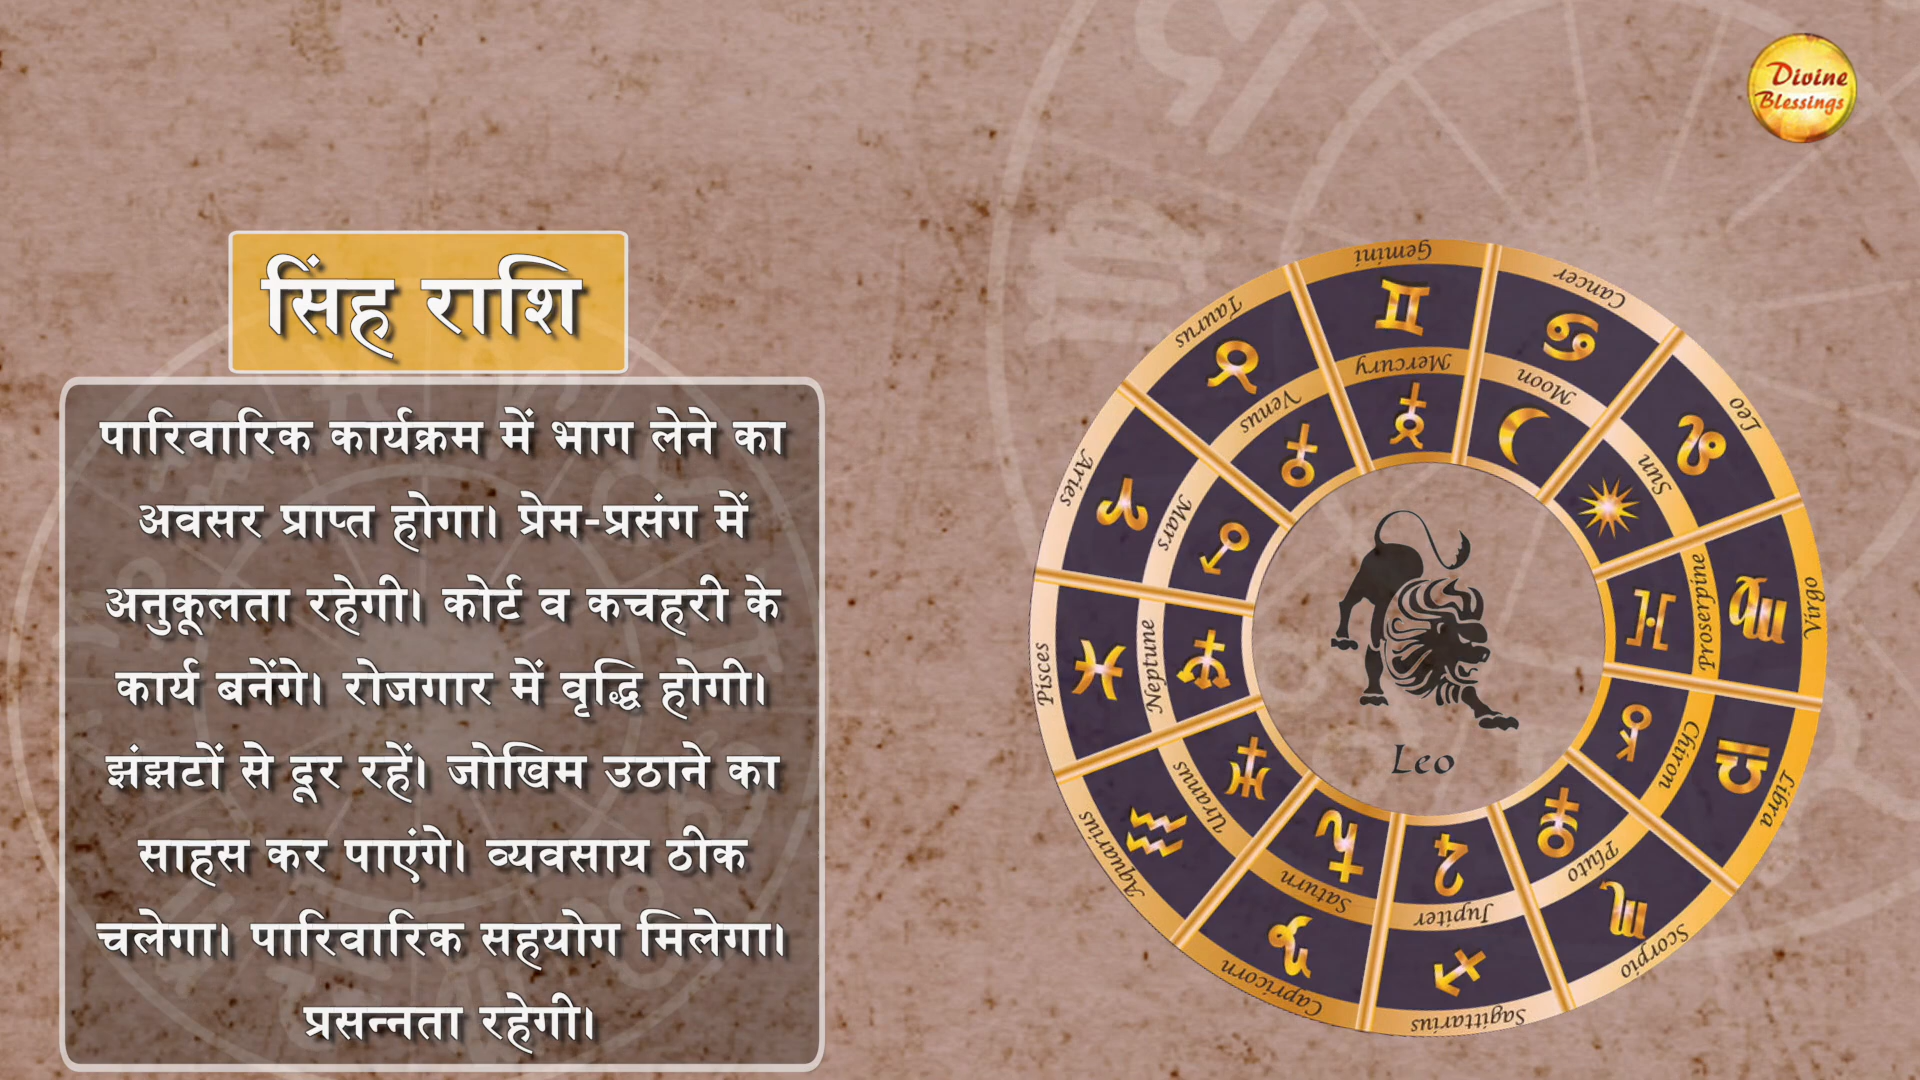 Divine
Blessings
सिंह राशि
पारिवारिक कार्यक्रम में भाग लेने का
अवसर प्राप्त होगा। प्रेम-प्रसंग में
अनुकूलता रहेगी। कोर्ट व कचहरी के
कार्य बनेंगे। रोजगार में वृद्धि होगी।
झंझटों से दूर रहें। जोखिम उठाने का
साहस कर पाएंगे। व्यवसाय ठीक
चलेगा। पारिवारिक सहयोग मिलेगा।
प्रसन्नता रहेगी।
Gemini
Cancer
Leo
Virgo
Libra
Scorpio
Sagittarius
Capricorn
Aquarius
Pisces
Aries
Taurus
Mercury
Moon
Sun
Proserpine
Chiron
Pluto
Jupiter
Saturn
Uranus
Neptune
Mars
Venus
Leo